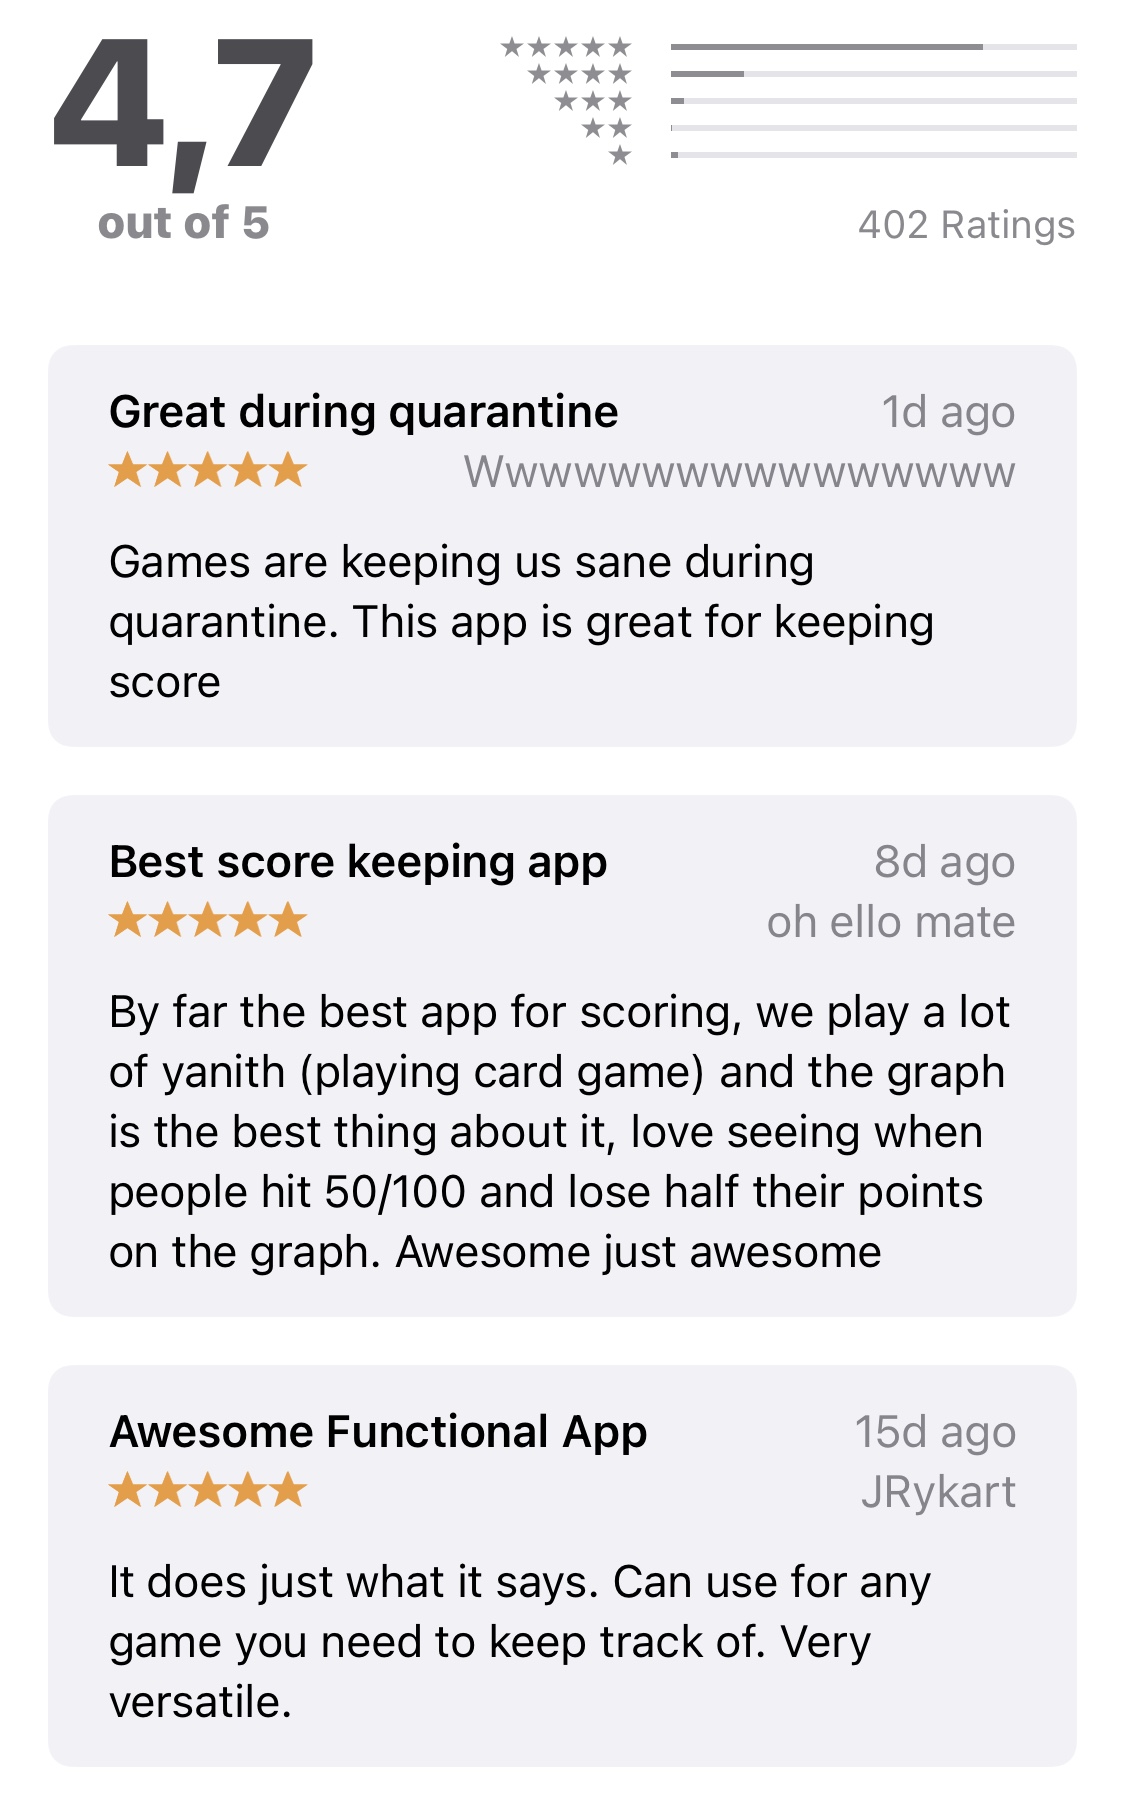 4,7
out of 5
402 Ratings
Great during quarantine
1d ago
Wwwwwwwwwwwwwwww
Games are keeping us sane during
quarantine. This app is great for keeping
score
Best score keeping app
8d ago
oh ello mate
By far the best app for scoring, we play a lot
of yanith (playing card game) and the graph
is the best thing about it, love seeing when
people hit 50/100 and lose half their points
on the graph. Awesome just awesome
Awesome Functional App
15d ago
JRykart
It does just what it says. Can use for any
game you need to keep track of. Very
versatile.